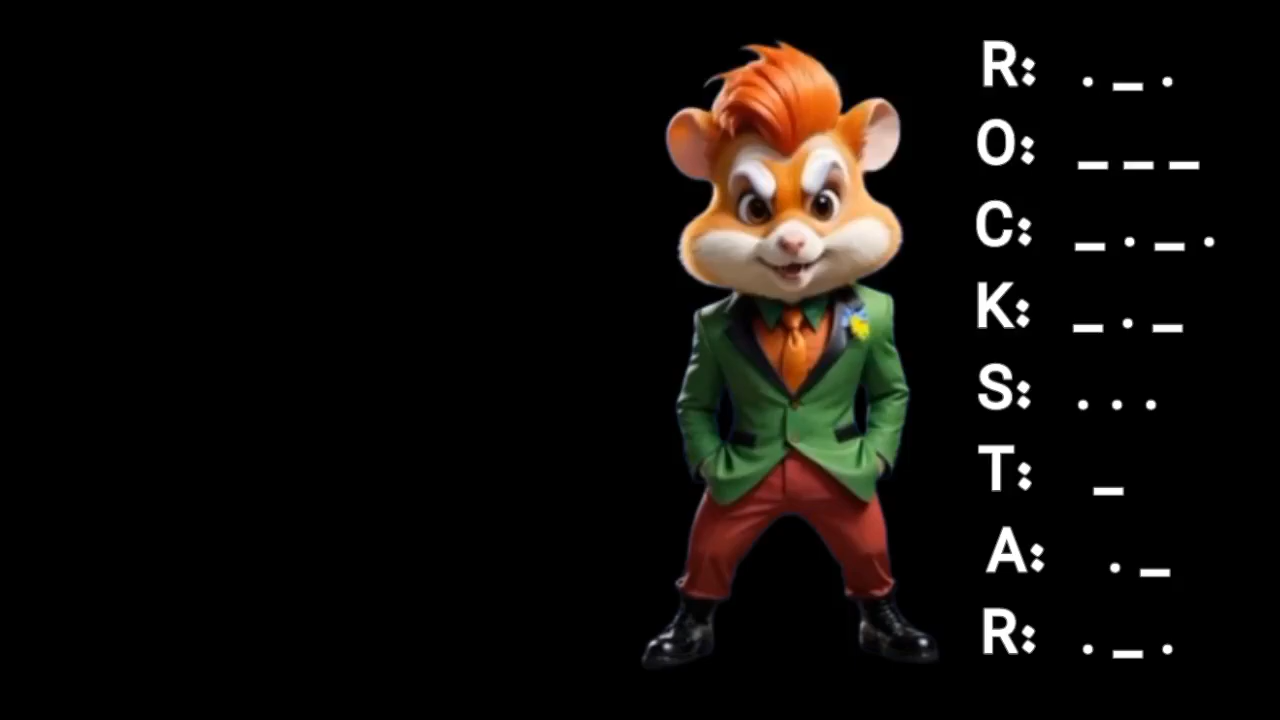 R: . _ .
O: _ _ _
C: _ . _ .
K: _ . _
S: . . .
T: _
A: . _
R: . _ .